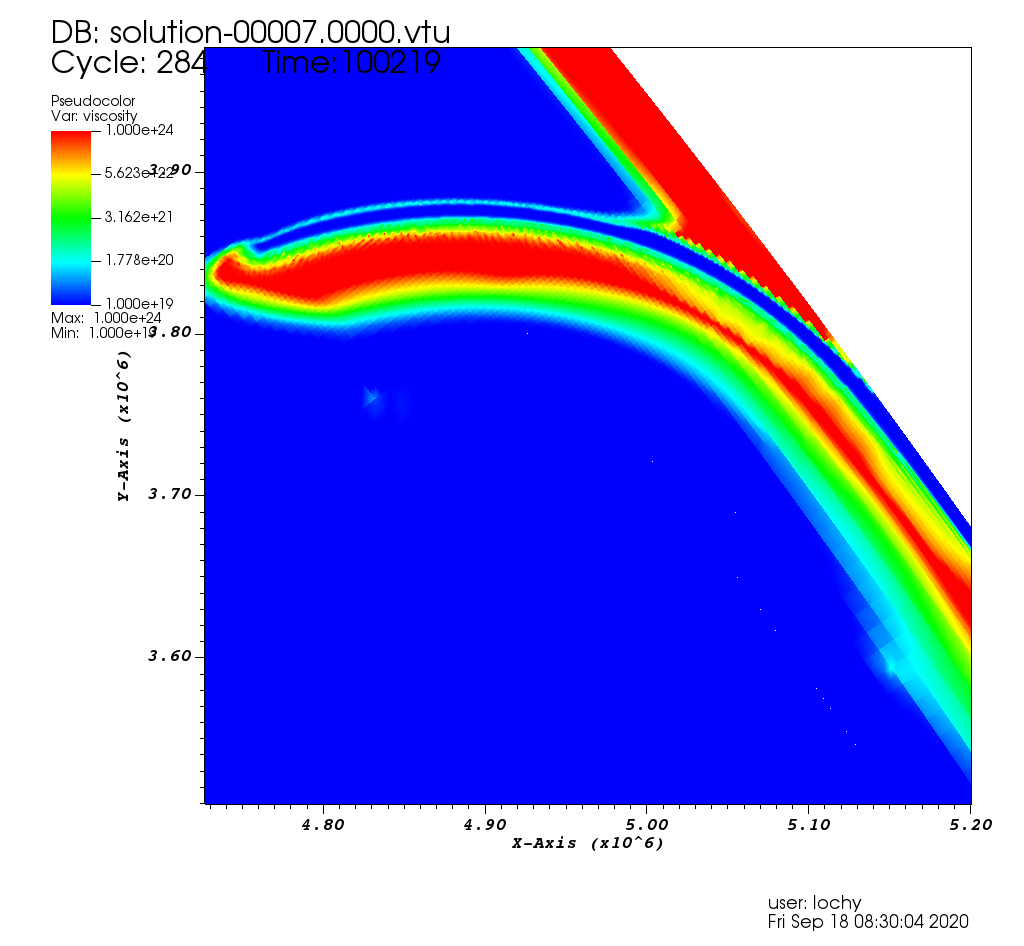 DB: solution-00007.0000.vtu
Cycle: 284 Time:100219
Pseudocolor
Var: viscosity
1.000e+24
5.623e+22
3.162e+21
1.778e+20
1.000e+19
Max: 1.000e+24
Min: 1.000e+19
3.90
3.80
3.70
3.60
Y-Axis (x10^6)
4.80 4.90 5.00 5.10 5.20
X-Axis (x10^6)
user: lochy
Fri Sep 18 08:30:04 2020